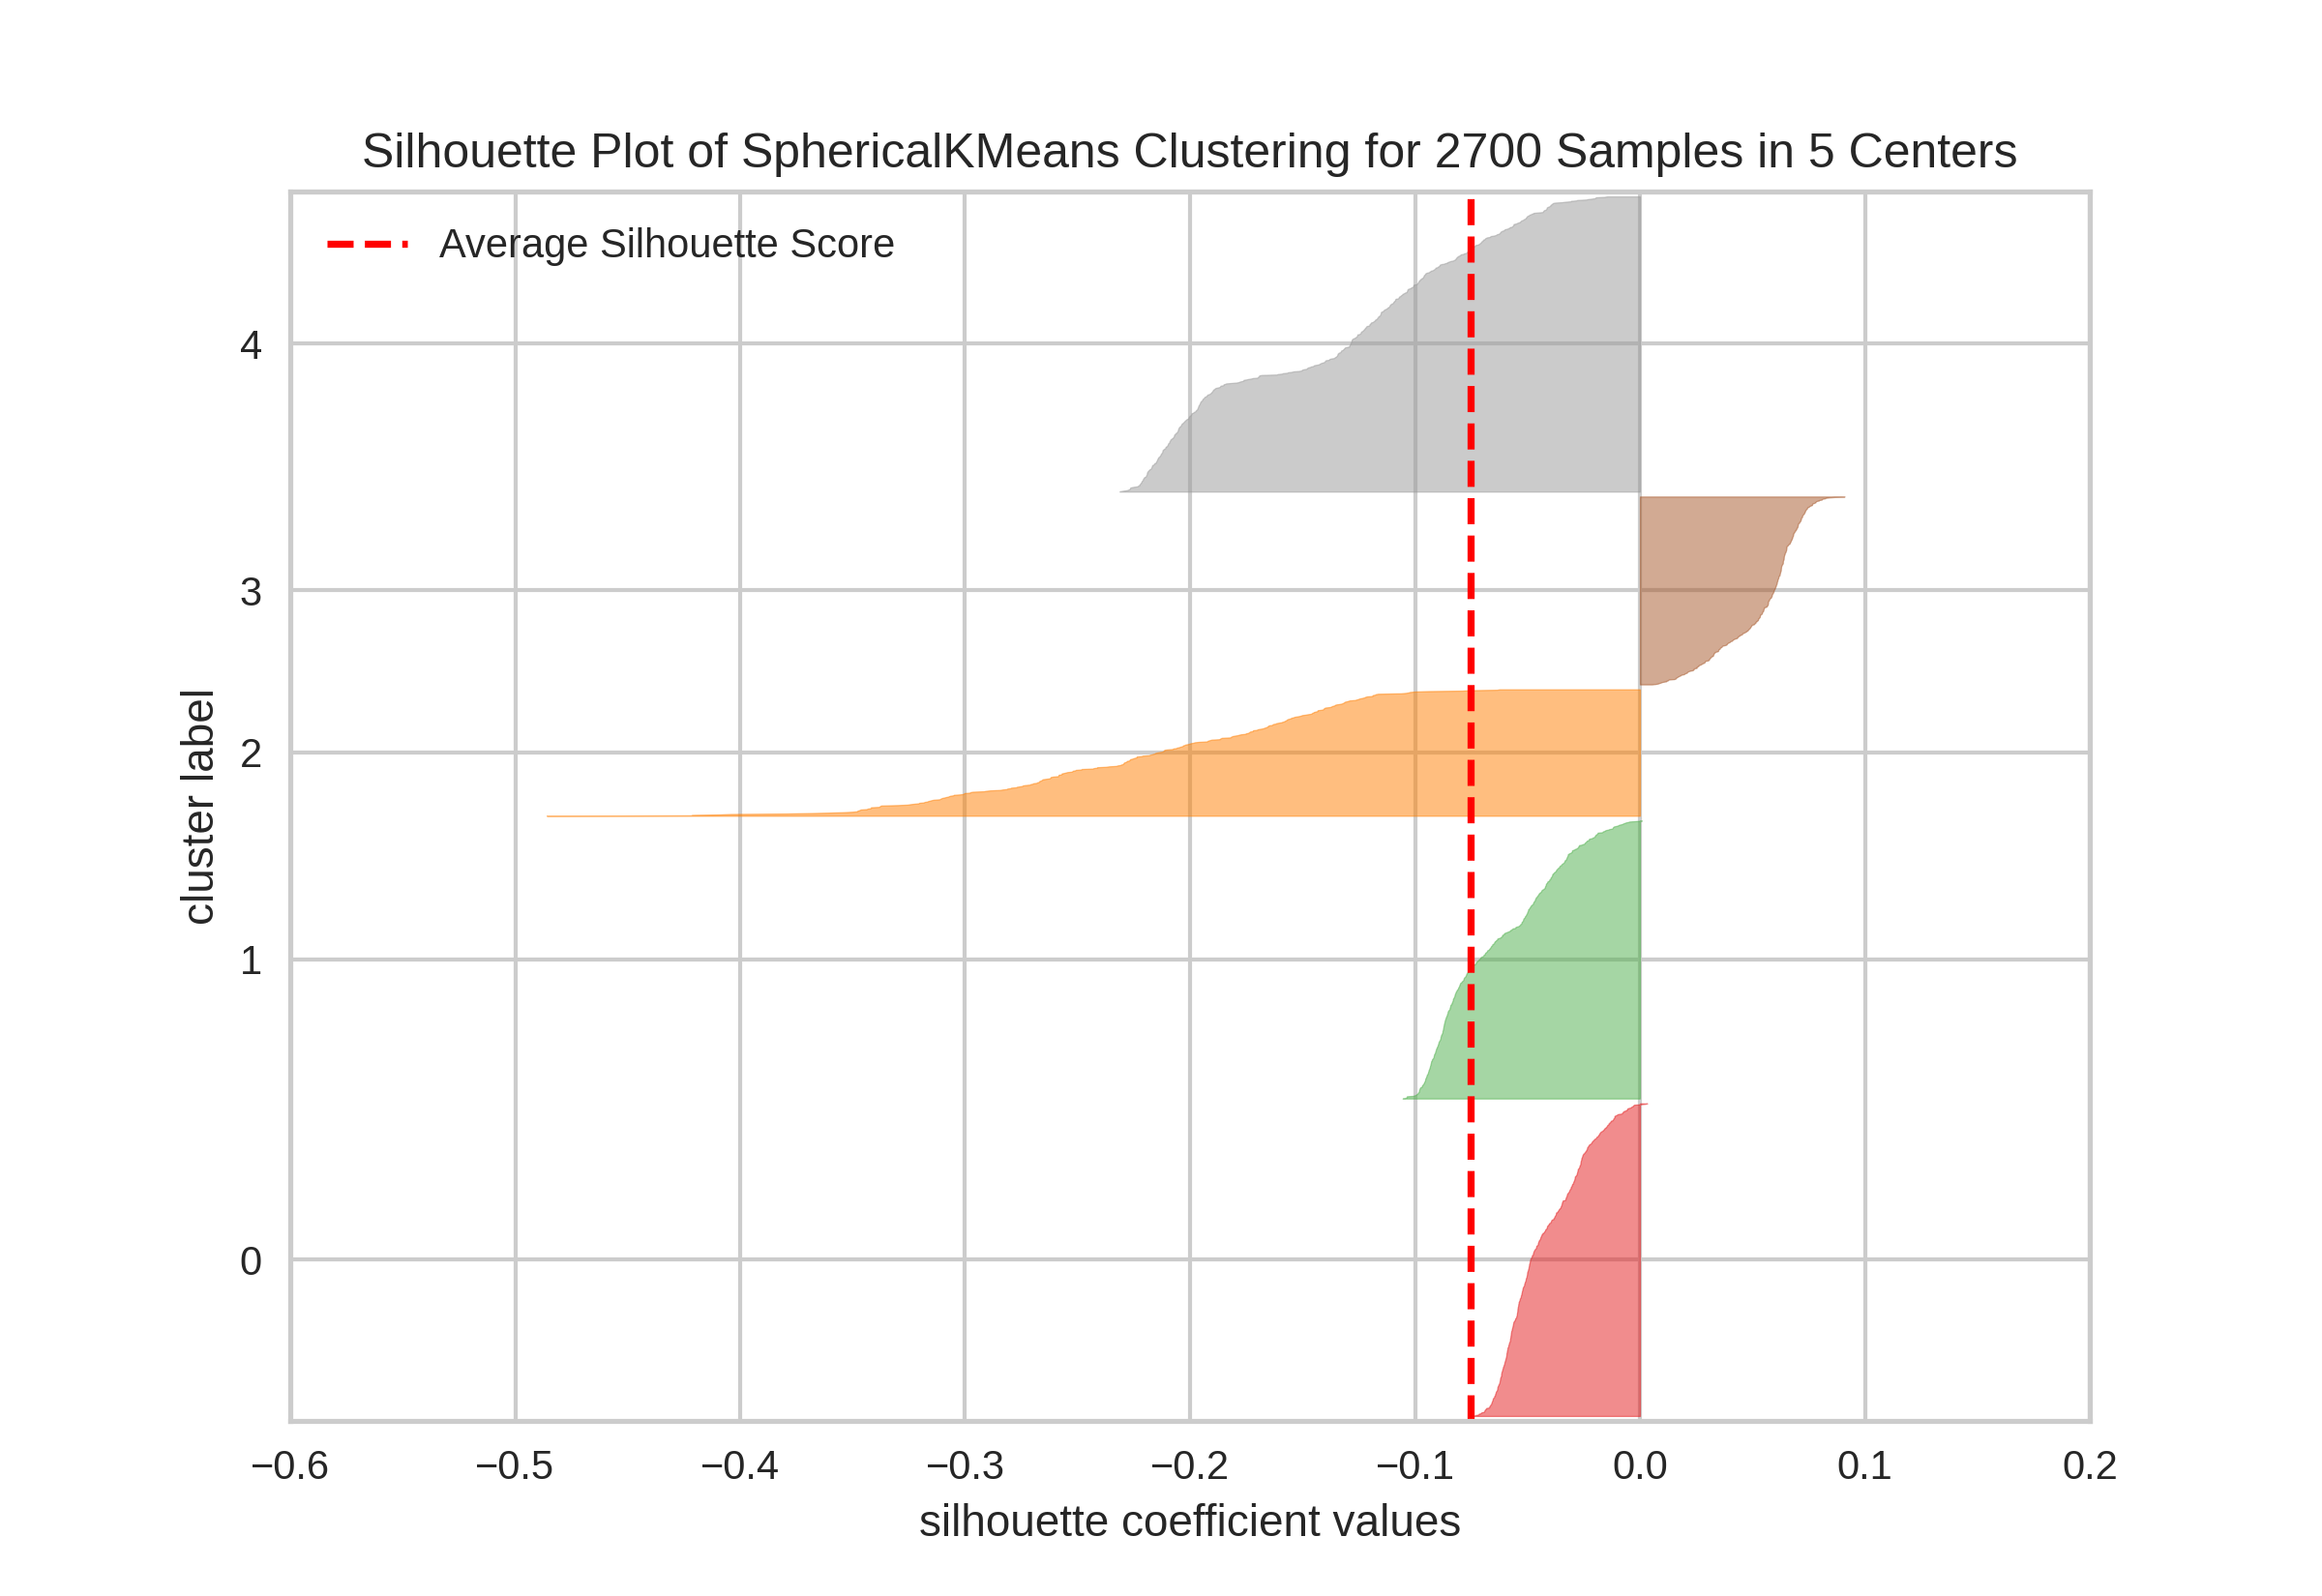 Silhouette Plot of SphericalKMeans Clustering for 2700 Samples in 5 Centers
Average Silhouette Score
4
3
2
1
0
cluster label
−0.6 −0.5 −0.4 −0.3 −0.2 −0.1 0.0 0.1 0.2
silhouette coefficient values